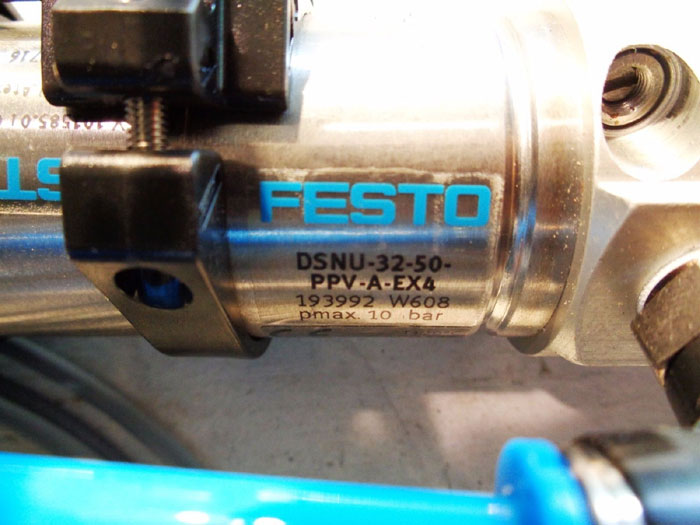 FESTO
DSNU-32-50-
PPV-A-EX4
193992 W608
pmax. 10 bar